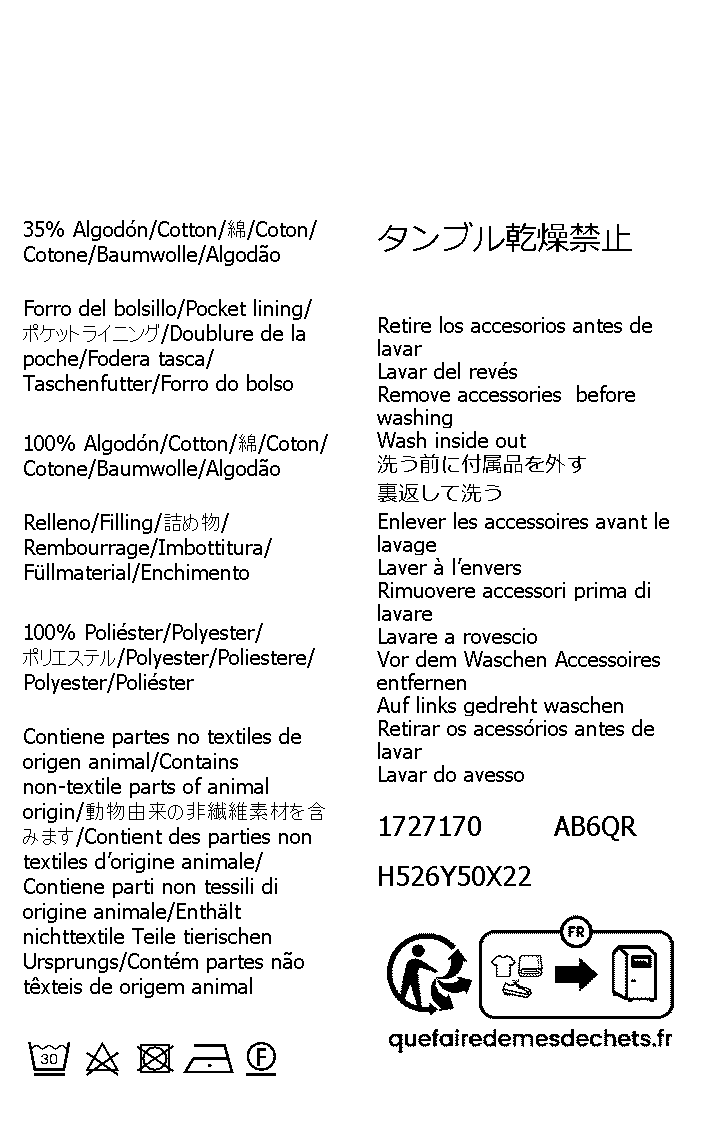 35% Algodón/Cotton/綿/Coton/
Cotone/Baumwolle/Algodão
Forro del bolsillo/Pocket lining/
ポケットライニング/Doublure de la
poche/Fodera tasca/
Taschenfutter/Forro do bolso
100% Algodón/Cotton/綿/Coton/
Cotone/Baumwolle/Algodão
Relleno/Filling/詰め物/
Rembourrage/Imbottitura/
Füllmaterial/Enchimento
100% Poliéster/Polyester/
ポリエステル/Polyester/Poliestere/
Polyester/Poliéster
Contiene partes no textiles de
origen animal/Contains
non-textile parts of animal
origin/動物由来の非繊維素材を含
みます/Contient des parties non
textiles d’origine animale/
Contiene parti non tessili di
origine animale/Enthält
nichttextile Teile tierischen
Ursprungs/Contém partes não
têxteis de origem animal
30
F
タンブル乾燥禁止
Retire los accesorios antes de
lavar
Lavar del revés
Remove accessories before
washing
Wash inside out
洗う前に付属品を外す
裏返して洗う
Enlever les accessoires avant le
lavage
Laver à l’envers
Rimuovere accessori prima di
lavare
Lavare a rovescio
Vor dem Waschen Accessoires
entfernen
Auf links gedreht waschen
Retirar os acessórios antes de
lavar
Lavar do avesso
1727170 AB6QR
H526Y50X22
FR
quefairedemesdechets.fr